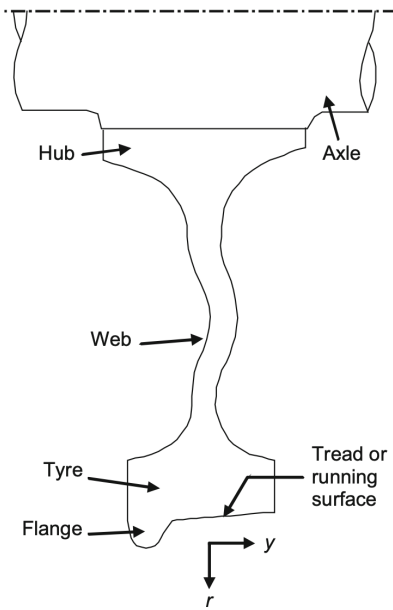 Hub
Axle
Web
Tyre
Tread or
running
surface
Flange
y
r